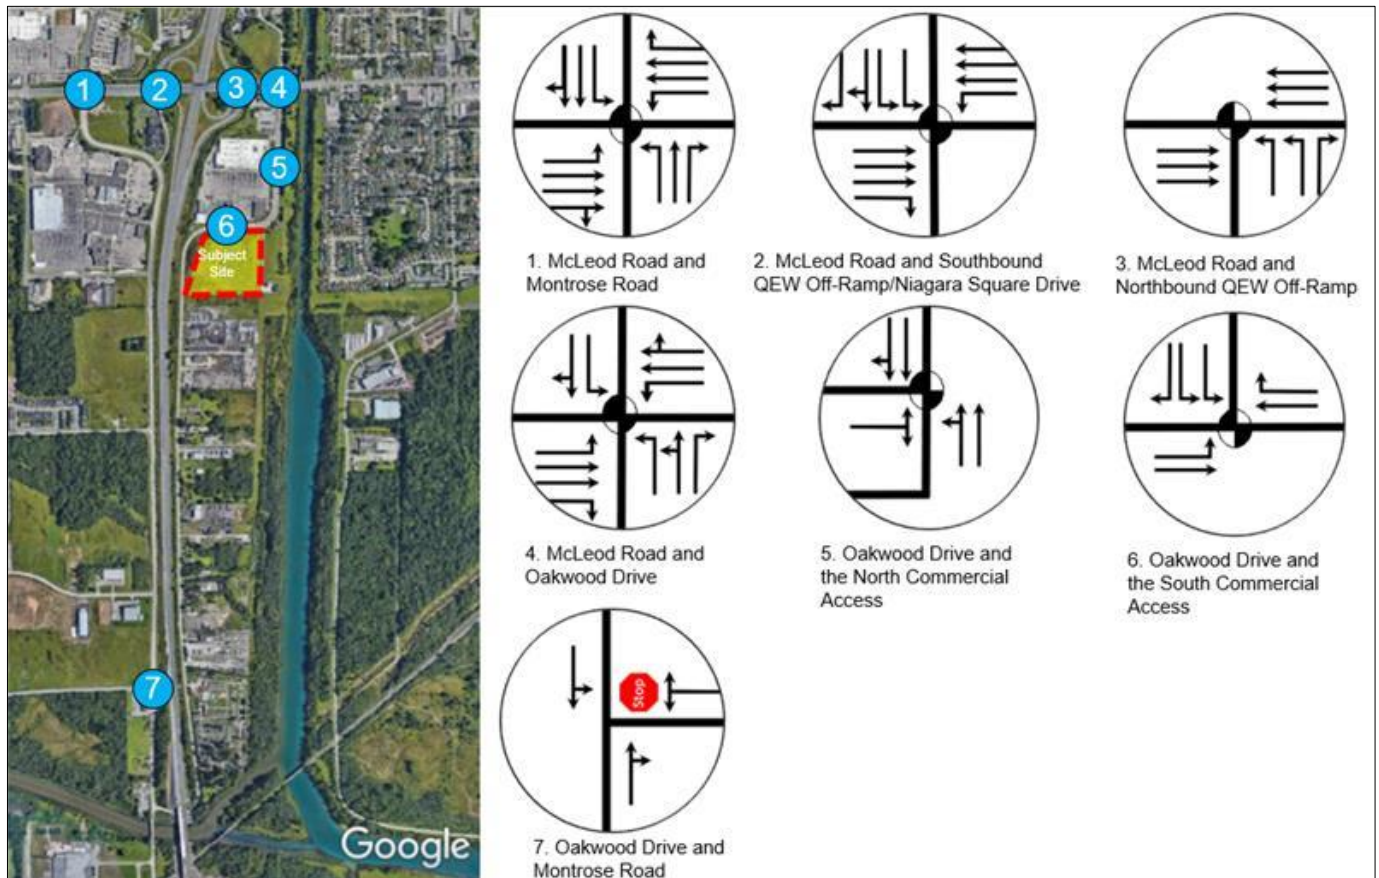 1
2
3
4
5
6
Subject
Site
7
Google
1. McLeod Road and
Montrose Road
2. McLeod Road and Southbound
QEW Off-Ramp/Niagara Square Drive
3. McLeod Road and
Northbound QEW Off-Ramp
4. McLeod Road and
Oakwood Drive
5. Oakwood Drive and
the North Commercial
Access
6. Oakwood Drive and
the South Commercial
Access
Stop
7. Oakwood Drive and
Montrose Road